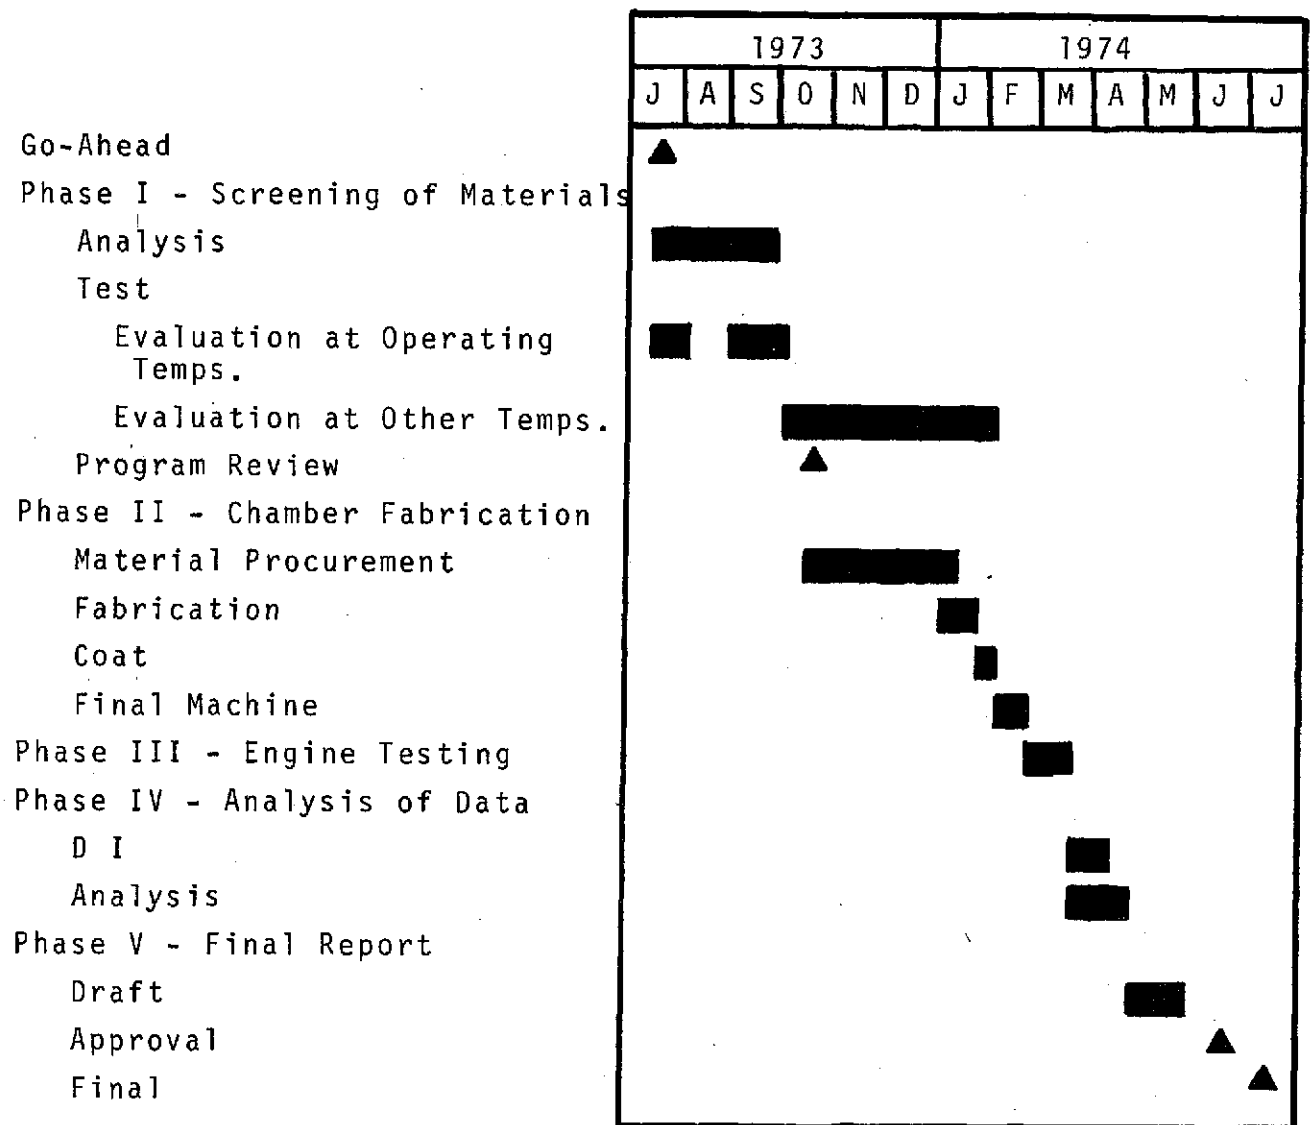 1973 1974
J A S O N D J F M A M J J
Go-Ahead
Phase I - Screening of Materials
Analysis
Test
Evaluation at Operating
Temps.
Evaluation at Other Temps.
Program Review
Phase II - Chamber Fabrication
Material Procurement
Fabrication
Coat
Final Machine
Phase III - Engine Testing
Phase IV - Analysis of Data
D I
Analysis
Phase V - Final Report
Draft
Approval
Final